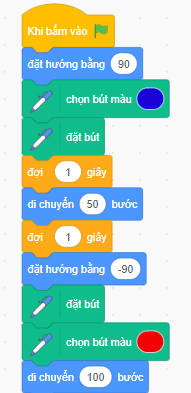 Khi bấm vào
đặt hướng bằng 90
chọn bút màu
đặt bút
đợi 1 giây
di chuyển 50 bước
đợi 1 giây
đặt hướng bằng -90
đặt bút
chọn bút màu
di chuyển 100 bước